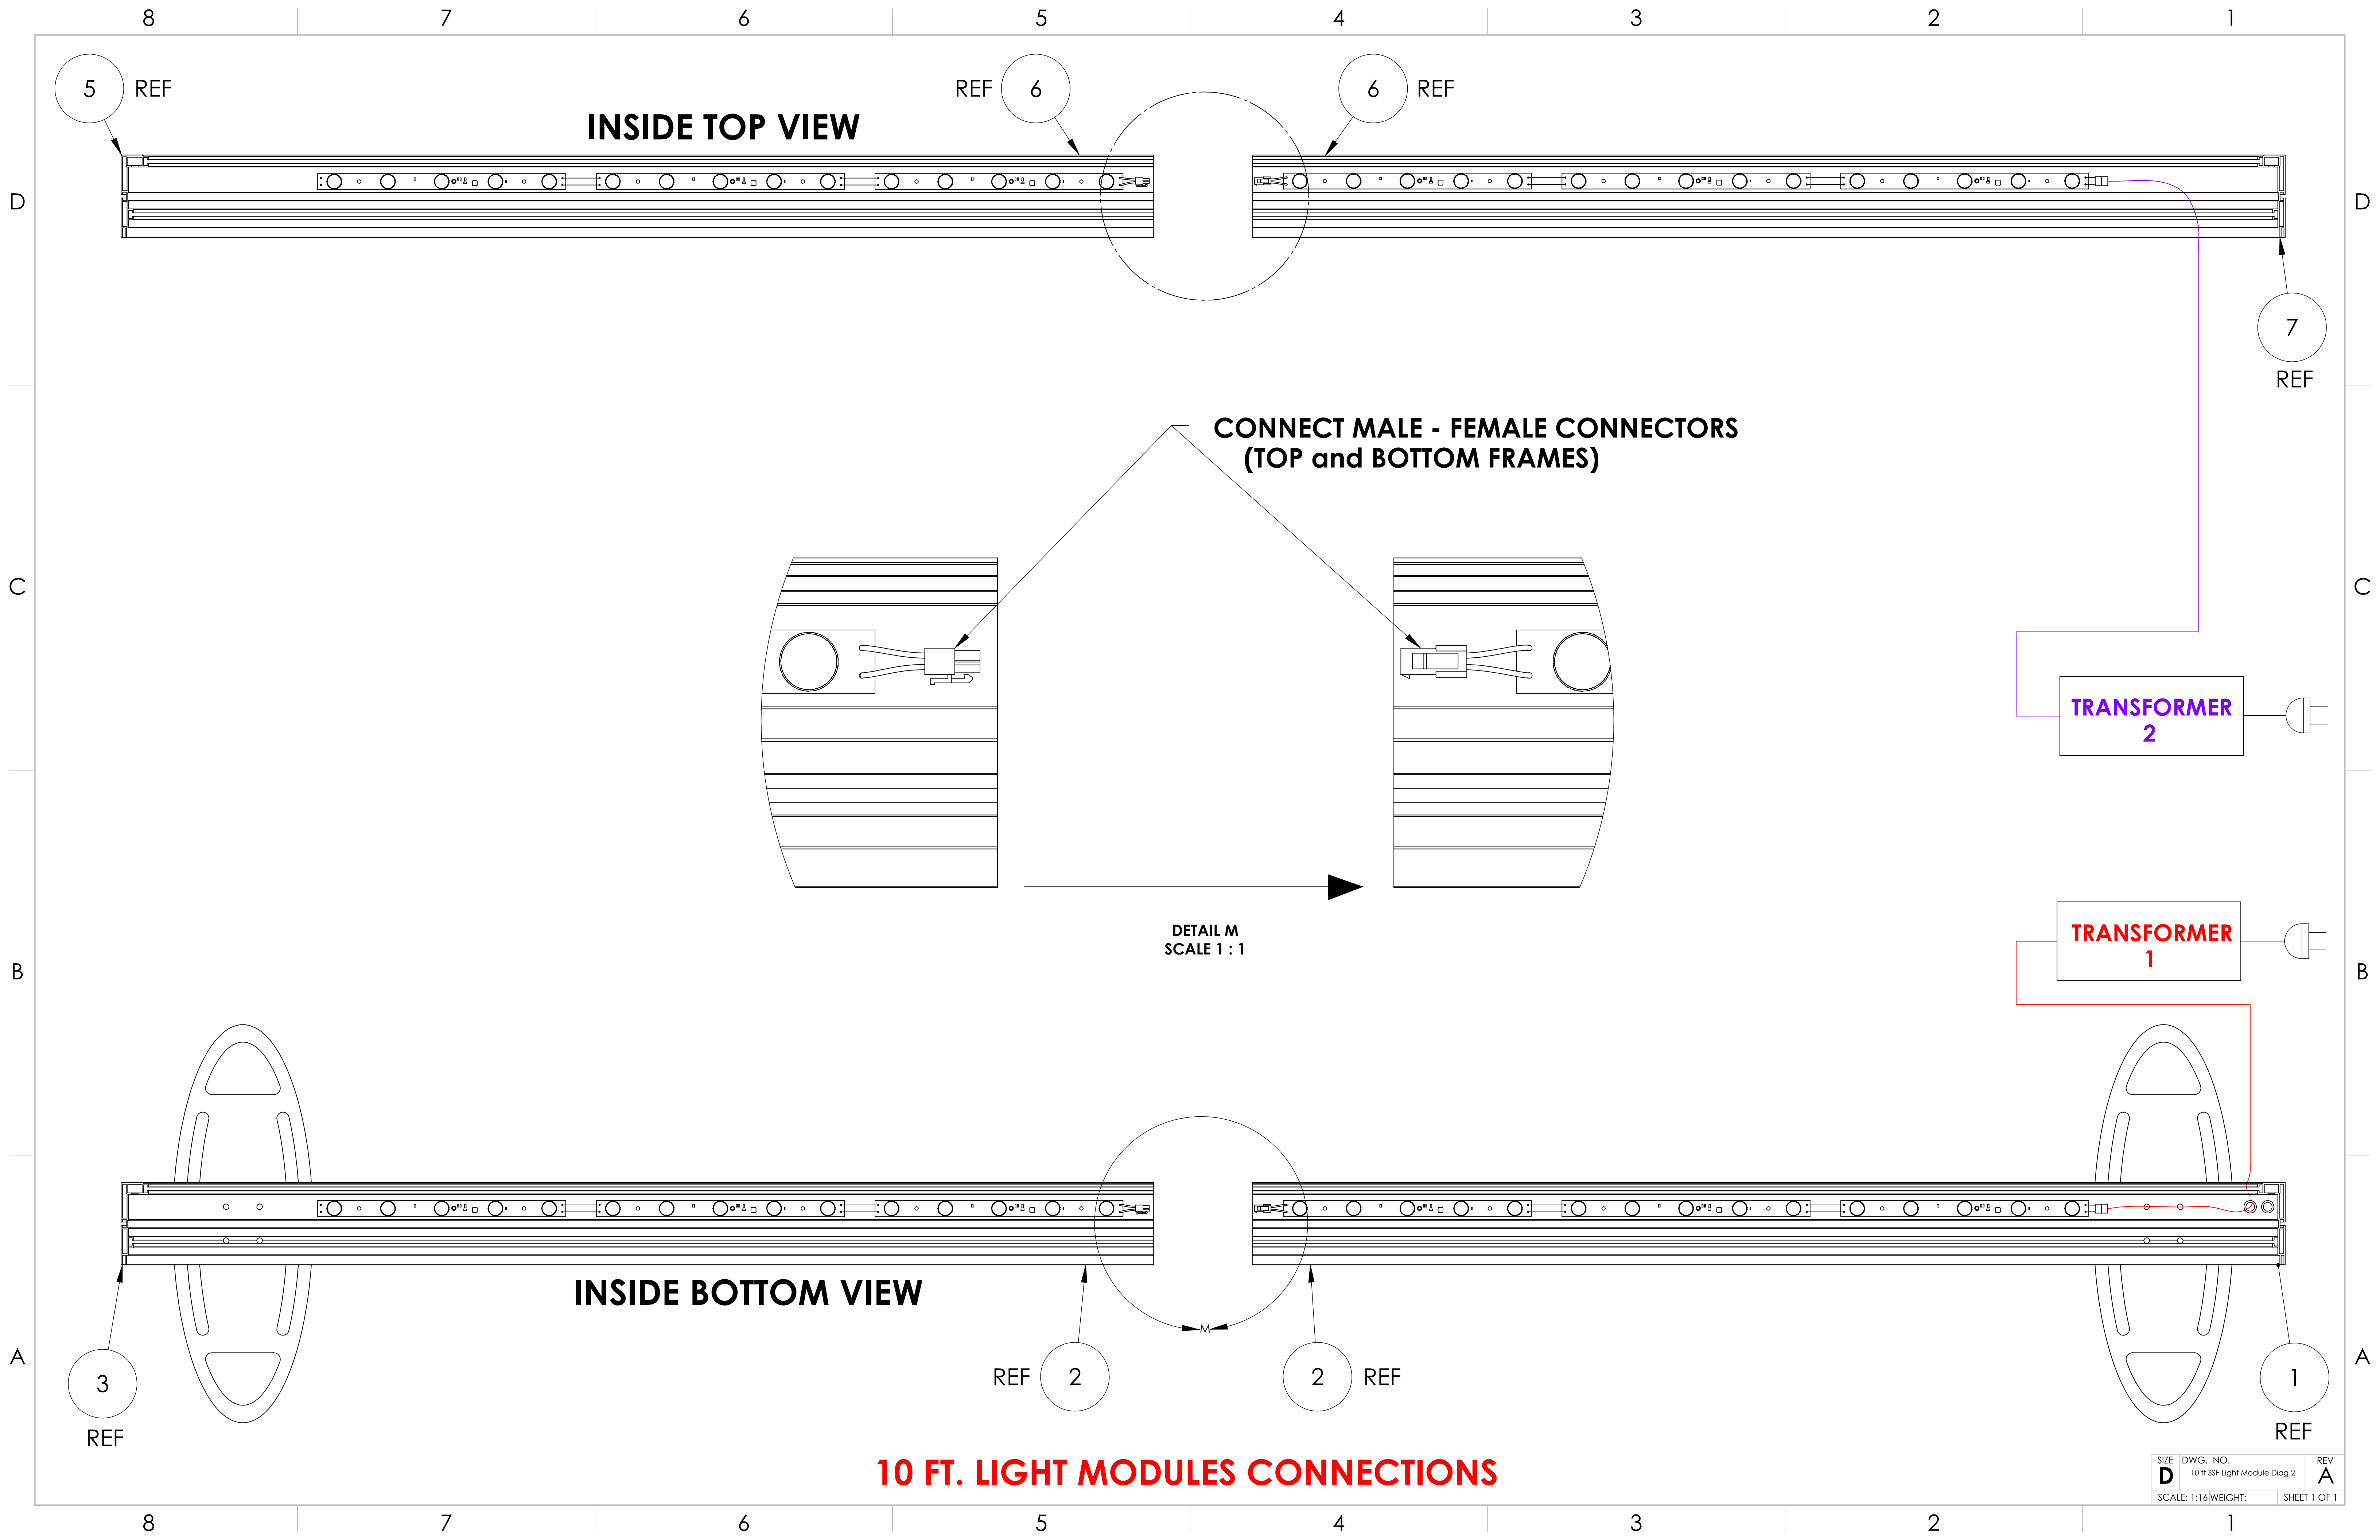 8 7 6 5 4 3 2 1
5 REF
REF 6
6 REF
INSIDE TOP VIEW
D
D
7
REF
CONNECT MALE - FEMALE CONNECTORS
(TOP and BOTTOM FRAMES)
C
C
TRANSFORMER
2
TRANSFORMER
1
DETAIL M
SCALE 1 : 1
B
B
INSIDE BOTTOM VIEW
M
A
A
3
REF
REF 2
2 REF
1
REF
10 FT. LIGHT MODULES CONNECTIONS
SIZE DWG. NO. REV
D 10 ft SSF Light Module Diag 2 A
SCALE: 1:16 WEIGHT: SHEET 1 OF 1
8 7 6 5 4 3 2 1